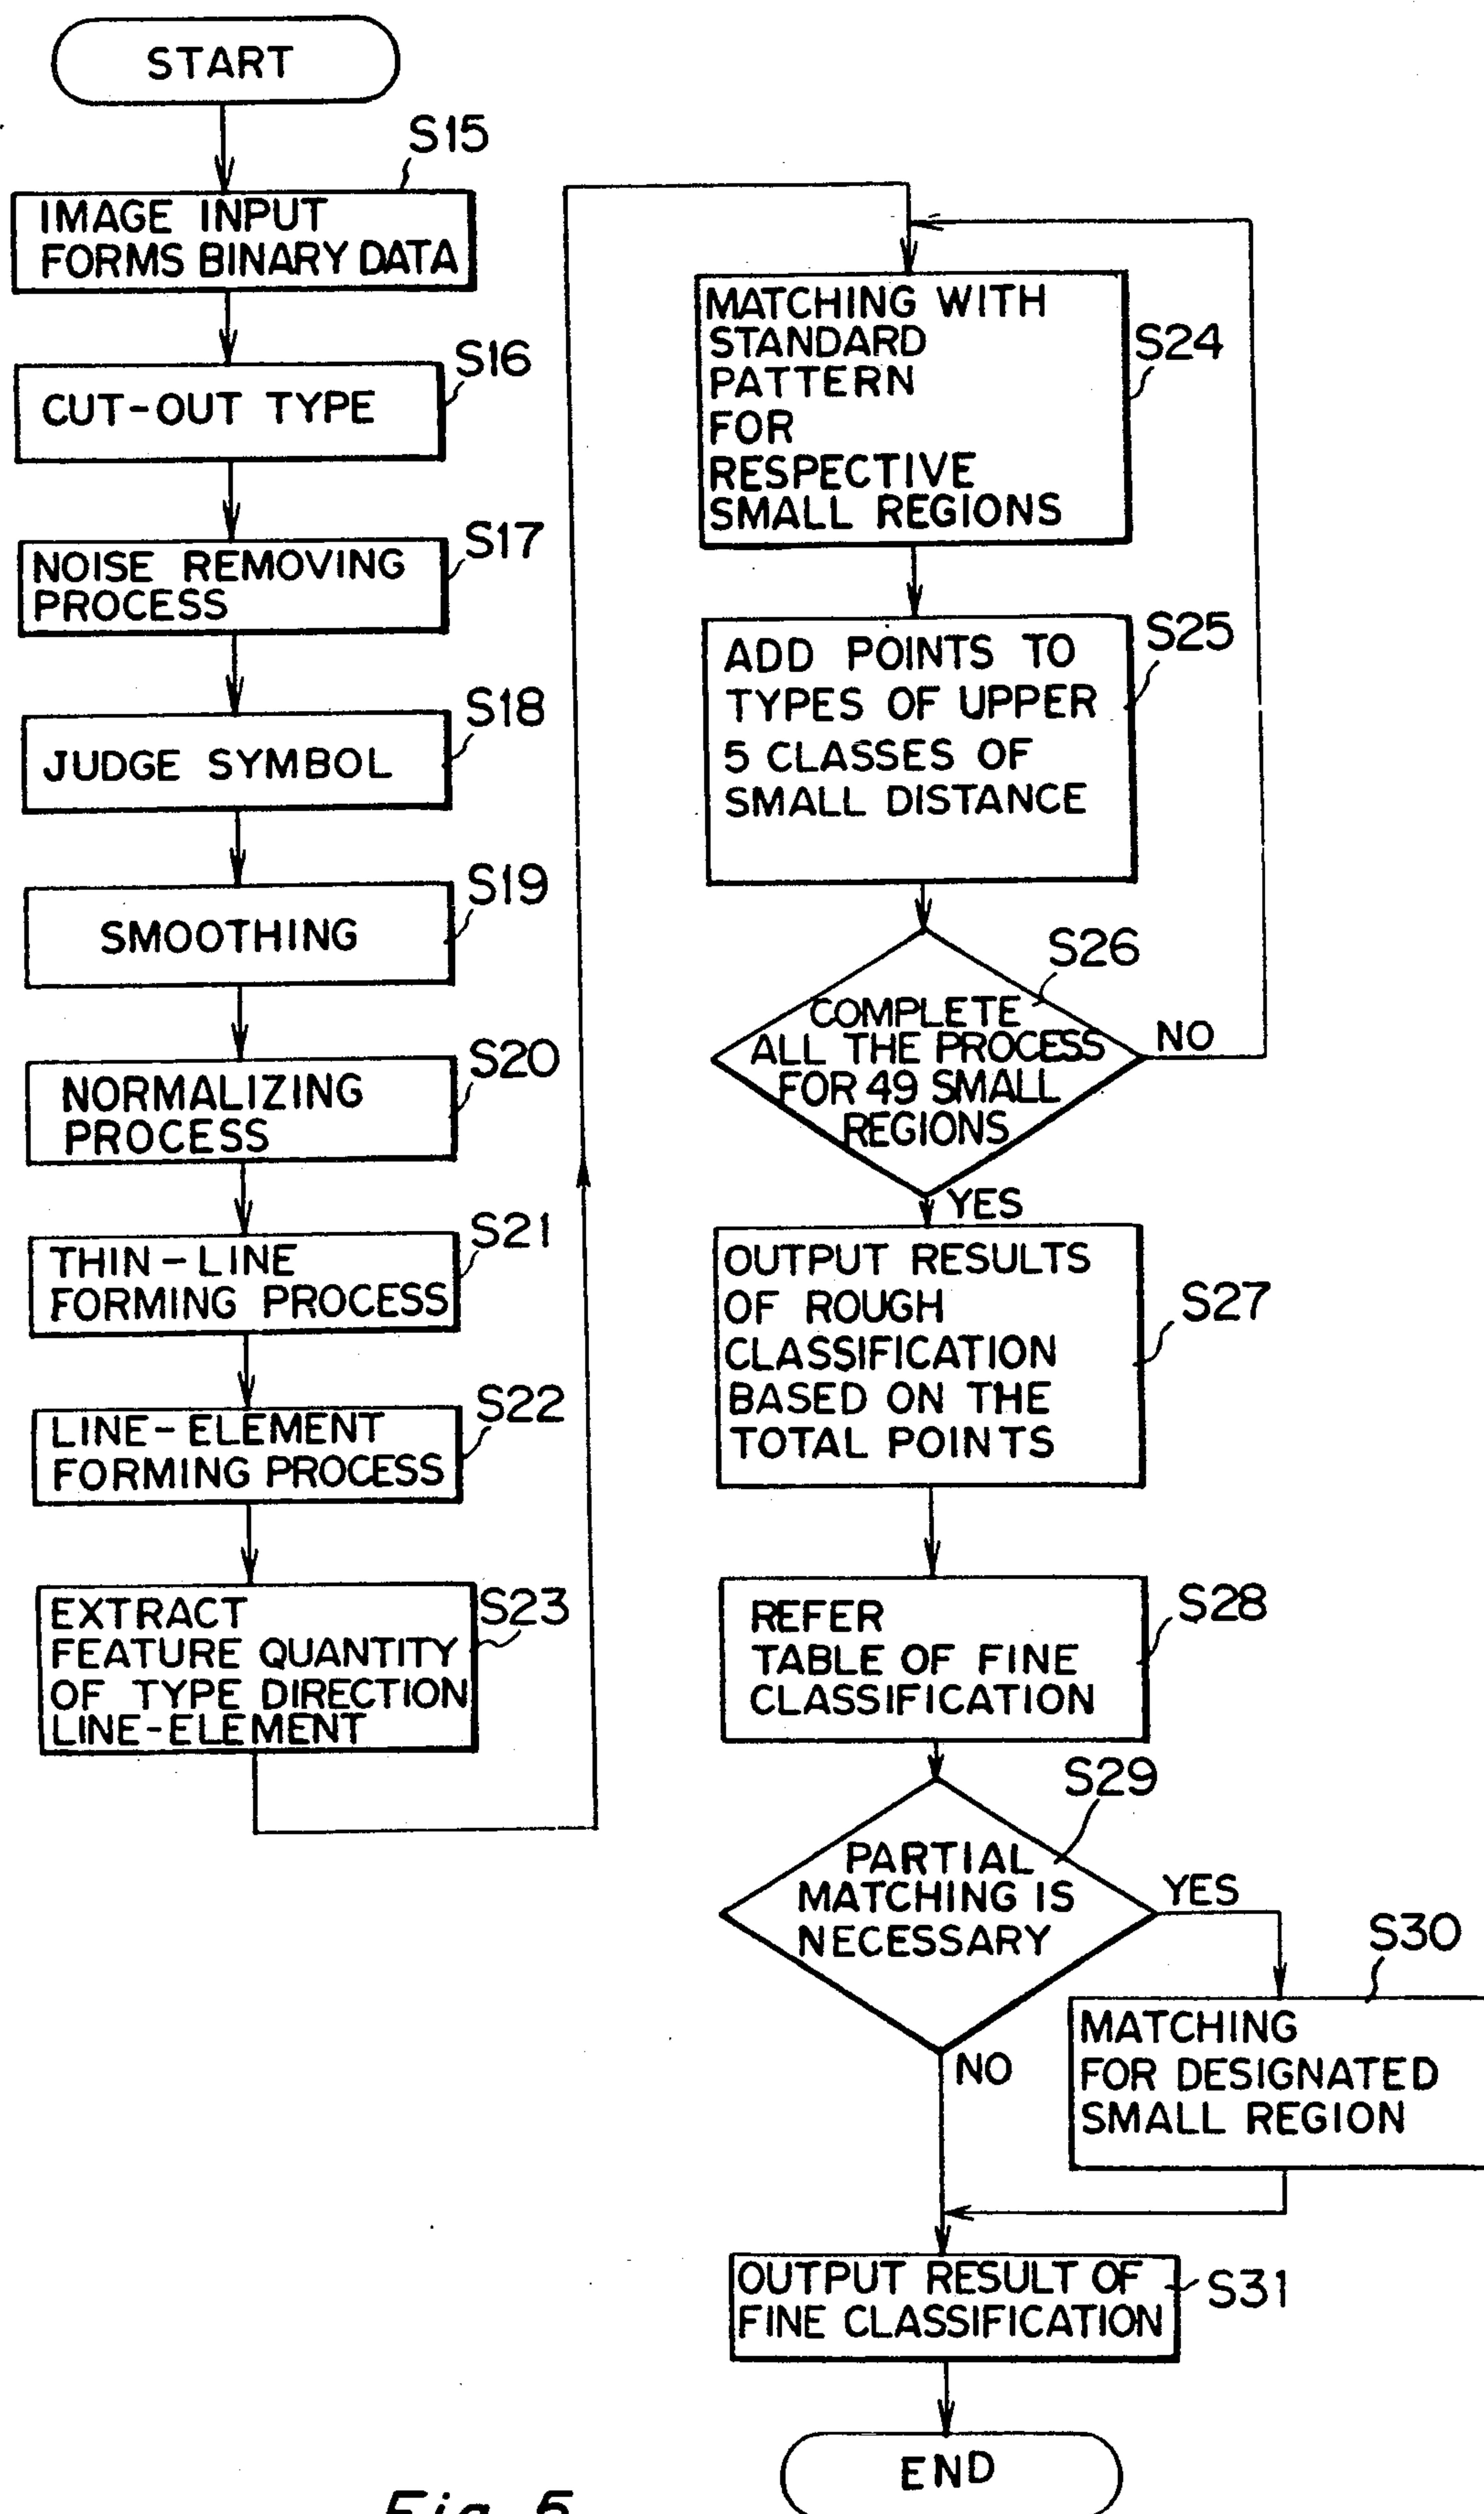 START
S15
IMAGE INPUT
FORMS BINARY DATA
S16
CUT-OUT TYPE
S17
NOISE REMOVING
PROCESS
S18
JUDGE SYMBOL
S19
SMOOTHING
S20
NORMALIZING
PROCESS
S21
THIN-LINE
FORMING PROCESS
S22
LINE-ELEMENT
FORMING PROCESS
S23
EXTRACT
FEATURE QUANTITY
OF TYPE DIRECTION
LINE-ELEMENT
MATCHING WITH
STANDARD
PATTERN
FOR
RESPECTIVE
SMALL REGIONS
S24
S25
ADD POINTS TO
TYPES OF UPPER
5 CLASSES OF
SMALL DISTANCE
S26
COMPLETE
ALL THE PROCESS
FOR 49 SMALL
REGIONS
NO
YES
OUTPUT RESULTS
OF ROUGH
CLASSIFICATION
BASED ON THE
TOTAL POINTS
S27
REFER
TABLE OF FINE
CLASSIFICATION
S28
S29
PARTIAL
MATCHING IS
NECESSARY
YES
NO
S30
MATCHING
FOR DESIGNATED
SMALL REGION
OUTPUT RESULT OF
FINE CLASSIFICATION
S31
END
Fig. 5